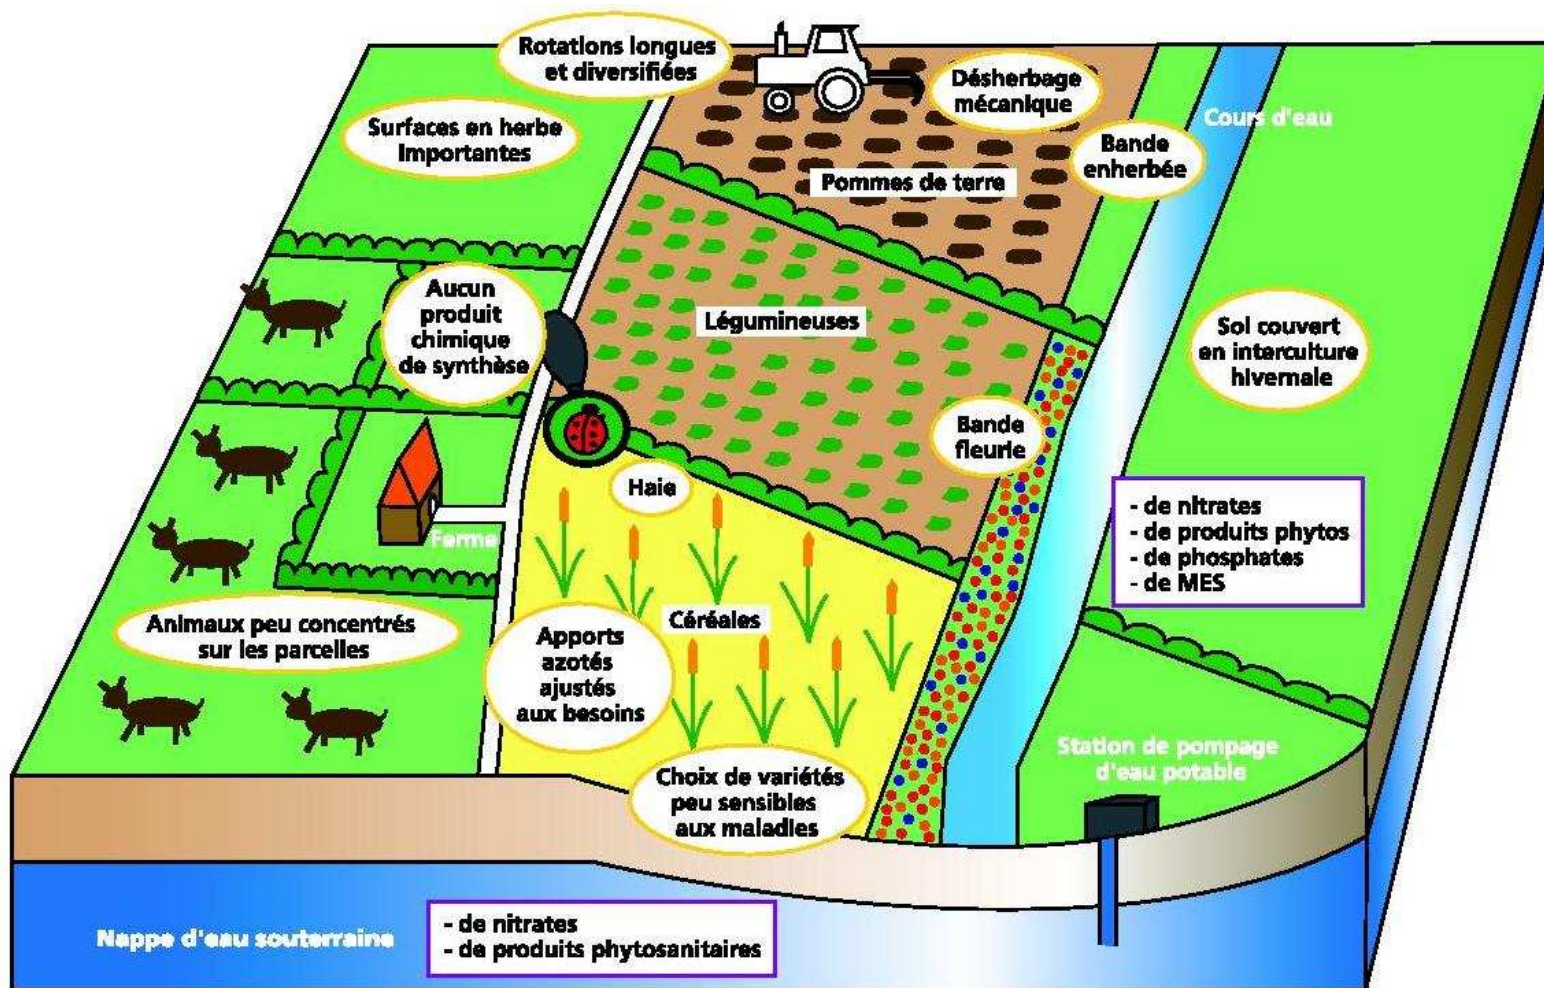 Rotations longues
et diversifiées
Désherbage
mécanique
Surfaces en herbe
Importantes
Cours d'eau
Bande
enherbée
Pommes de terre
Aucun
produit
chimique
de synthèse
Légumineuses
Sol couvert
en interculture
hivernale
Bande
fleurie
Haie
- de nitrates
- de produits phytos
- de phosphates
- de MES
Ferme
Animaux peu concentrés
sur les parcelles
Céréales
Apports
azotés
ajustés
aux besoins
Station de pompage
d'eau potable
Choix de variétés
peu sensibles
aux maladies
Nappe d'eau souterraine
- de nitrates
- de produits phytosanitaires